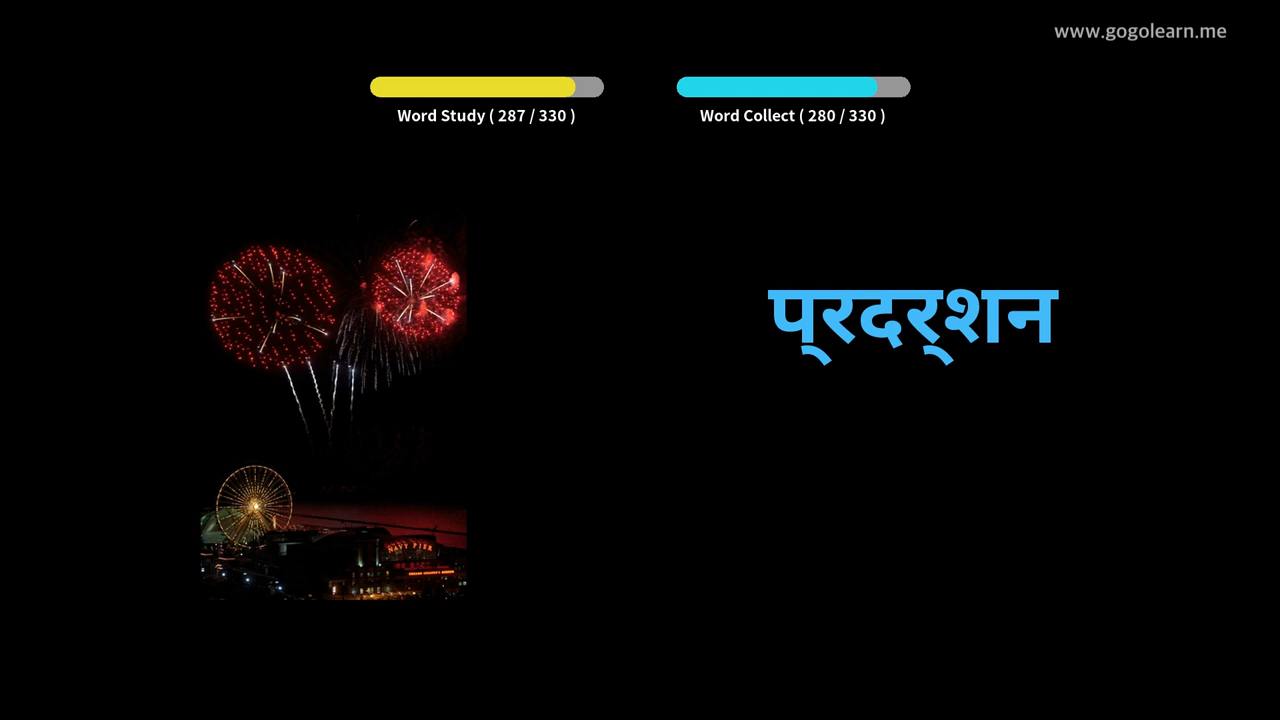 www.gogolearn.me
Word Study ( 287 / 330 )
Word Collect ( 280 / 330 )
प्रदर्शन
NAVY PIER